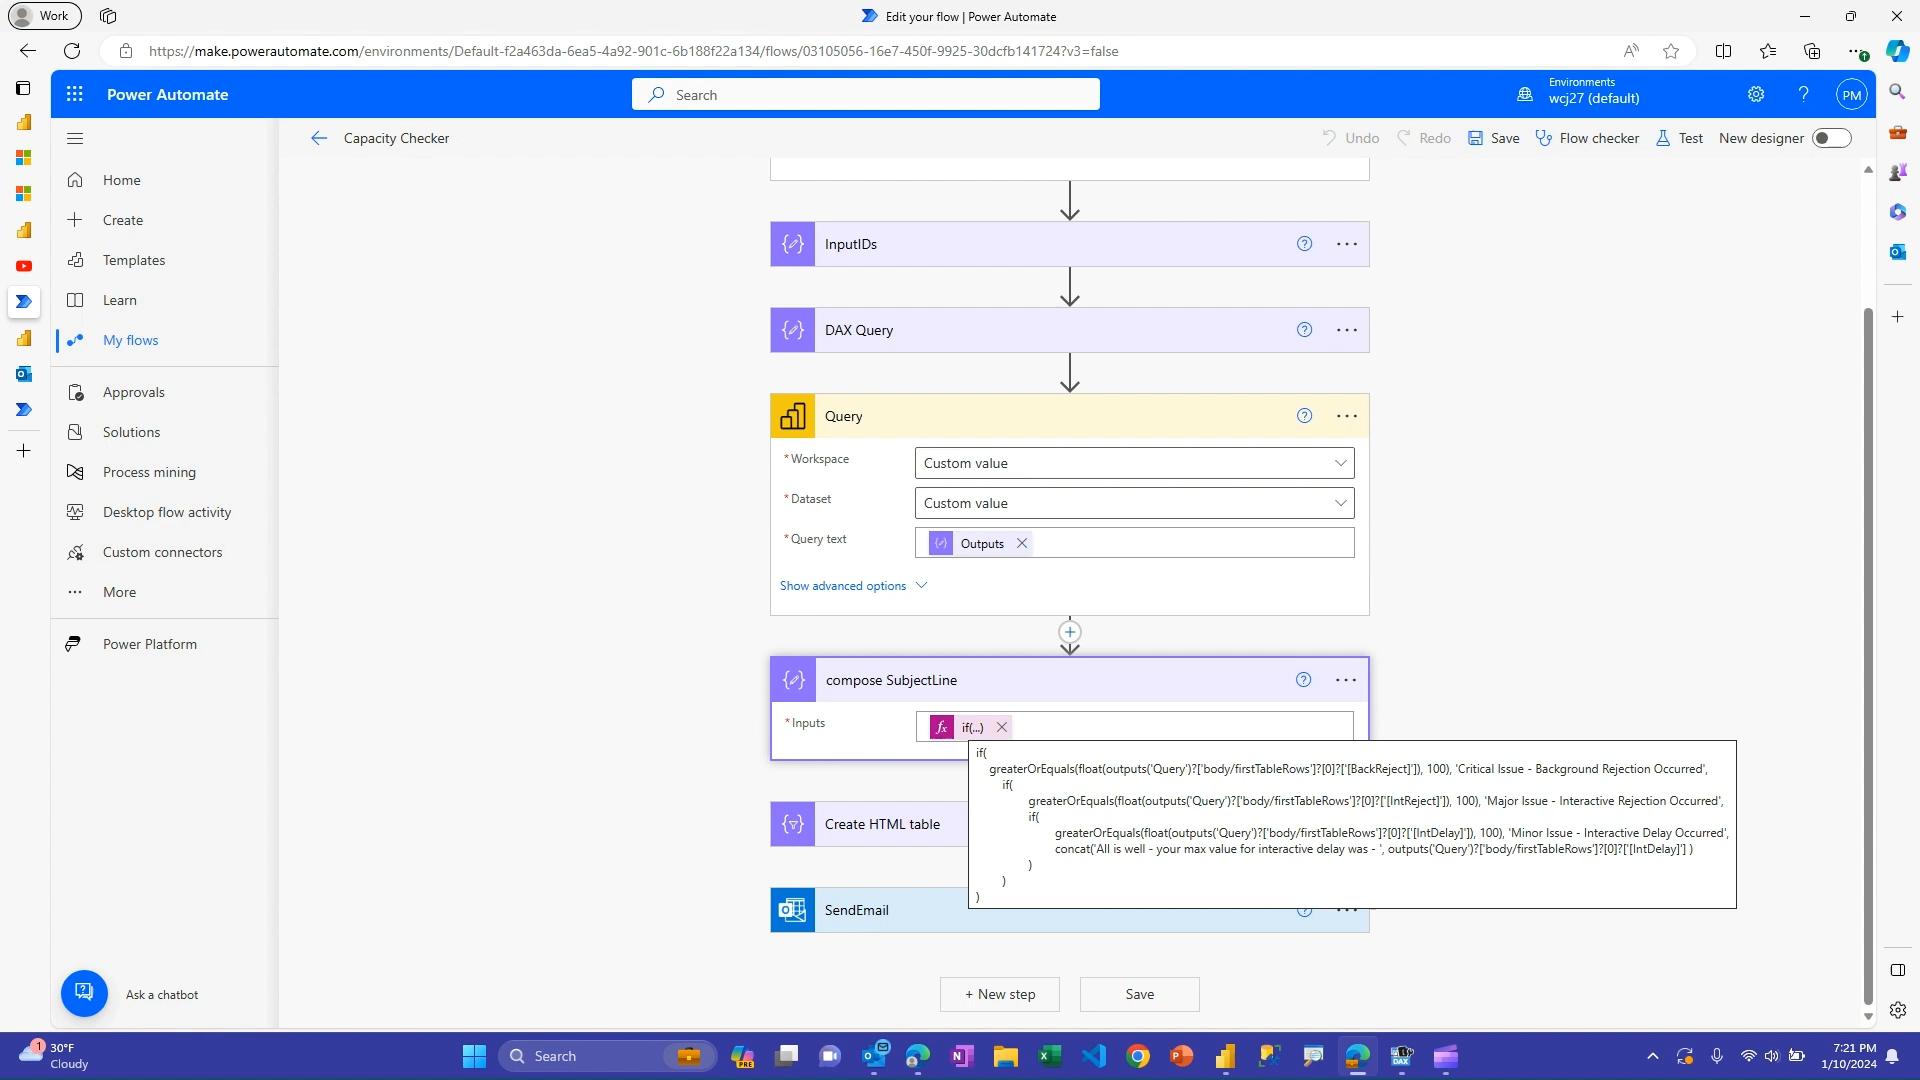 Work
Edit your flow | Power Automate
https://make.powerautomate.com/environments/Default-f2a463da-6ea5-4a92-901c-6b188f22a134/flows/03105056-16e7-450f-9925-30dcfb141724?v3=false
Power Automate
Search
Environments
wcj27 (default)
PM
Capacity Checker
Undo
Redo
Save
Flow checker
Test
New designer
Home
Create
Templates
Learn
My flows
Approvals
Solutions
Process mining
Desktop flow activity
Custom connectors
More
Power Platform
Ask a chatbot
InputIDs
DAX Query
Query
* Workspace
Custom value
* Dataset
Custom value
* Query text
Outputs
Show advanced options
compose SubjectLine
* Inputs
fx if(...)
if(
greaterOrEquals(float(outputs('Query')?['body/firstTableRows']?[0]?['[BackReject]']), 100), 'Critical Issue - Background Rejection Occurred',
if(
greaterOrEquals(float(outputs('Query')?['body/firstTableRows']?[0]?['[IntReject]']), 100), 'Major Issue - Interactive Rejection Occurred',
if(
greaterOrEquals(float(outputs('Query')?['body/firstTableRows']?[0]?['[IntDelay]']), 100), 'Minor Issue - Interactive Delay Occurred',
concat('All is well - your max value for interactive delay was - ', outputs('Query')?['body/firstTableRows']?[0]?['[IntDelay]'] )
)
)
)
Create HTML table
SendEmail
+ New step
Save
1
30°F
Cloudy
Search
PRE
DAX
7:21 PM
1/10/2024